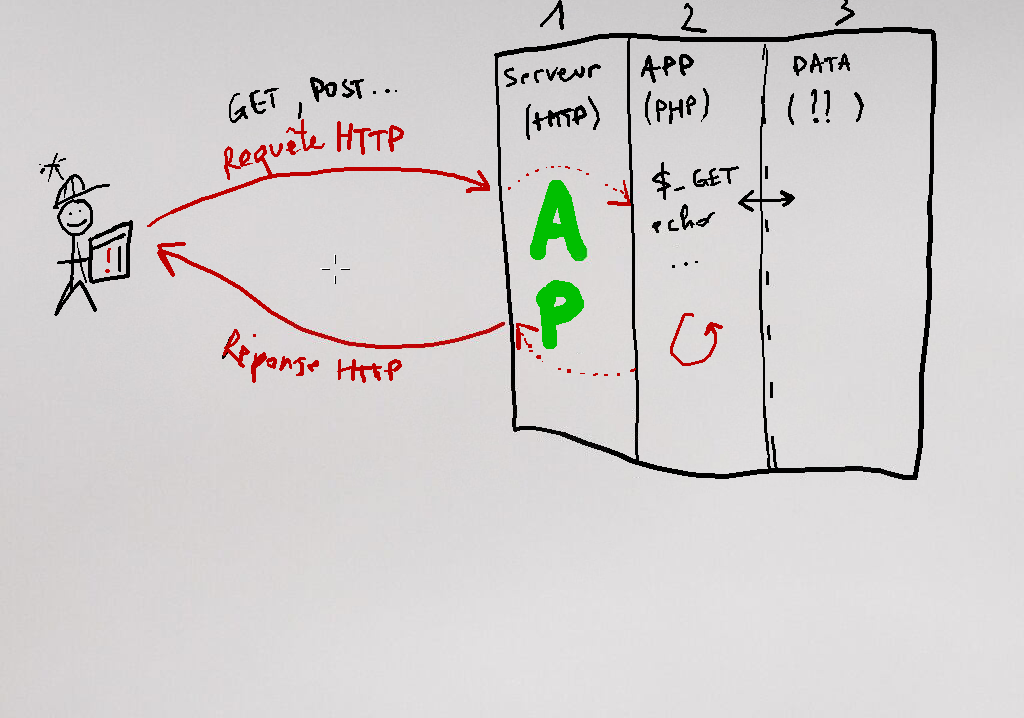 1 2 3
GET, POST...
Requête HTTP
Serveur
(HTTP)
APP
(PHP)
DATA
(!!)
$_GET
echo
...
A
P
!
Réponse HTTP